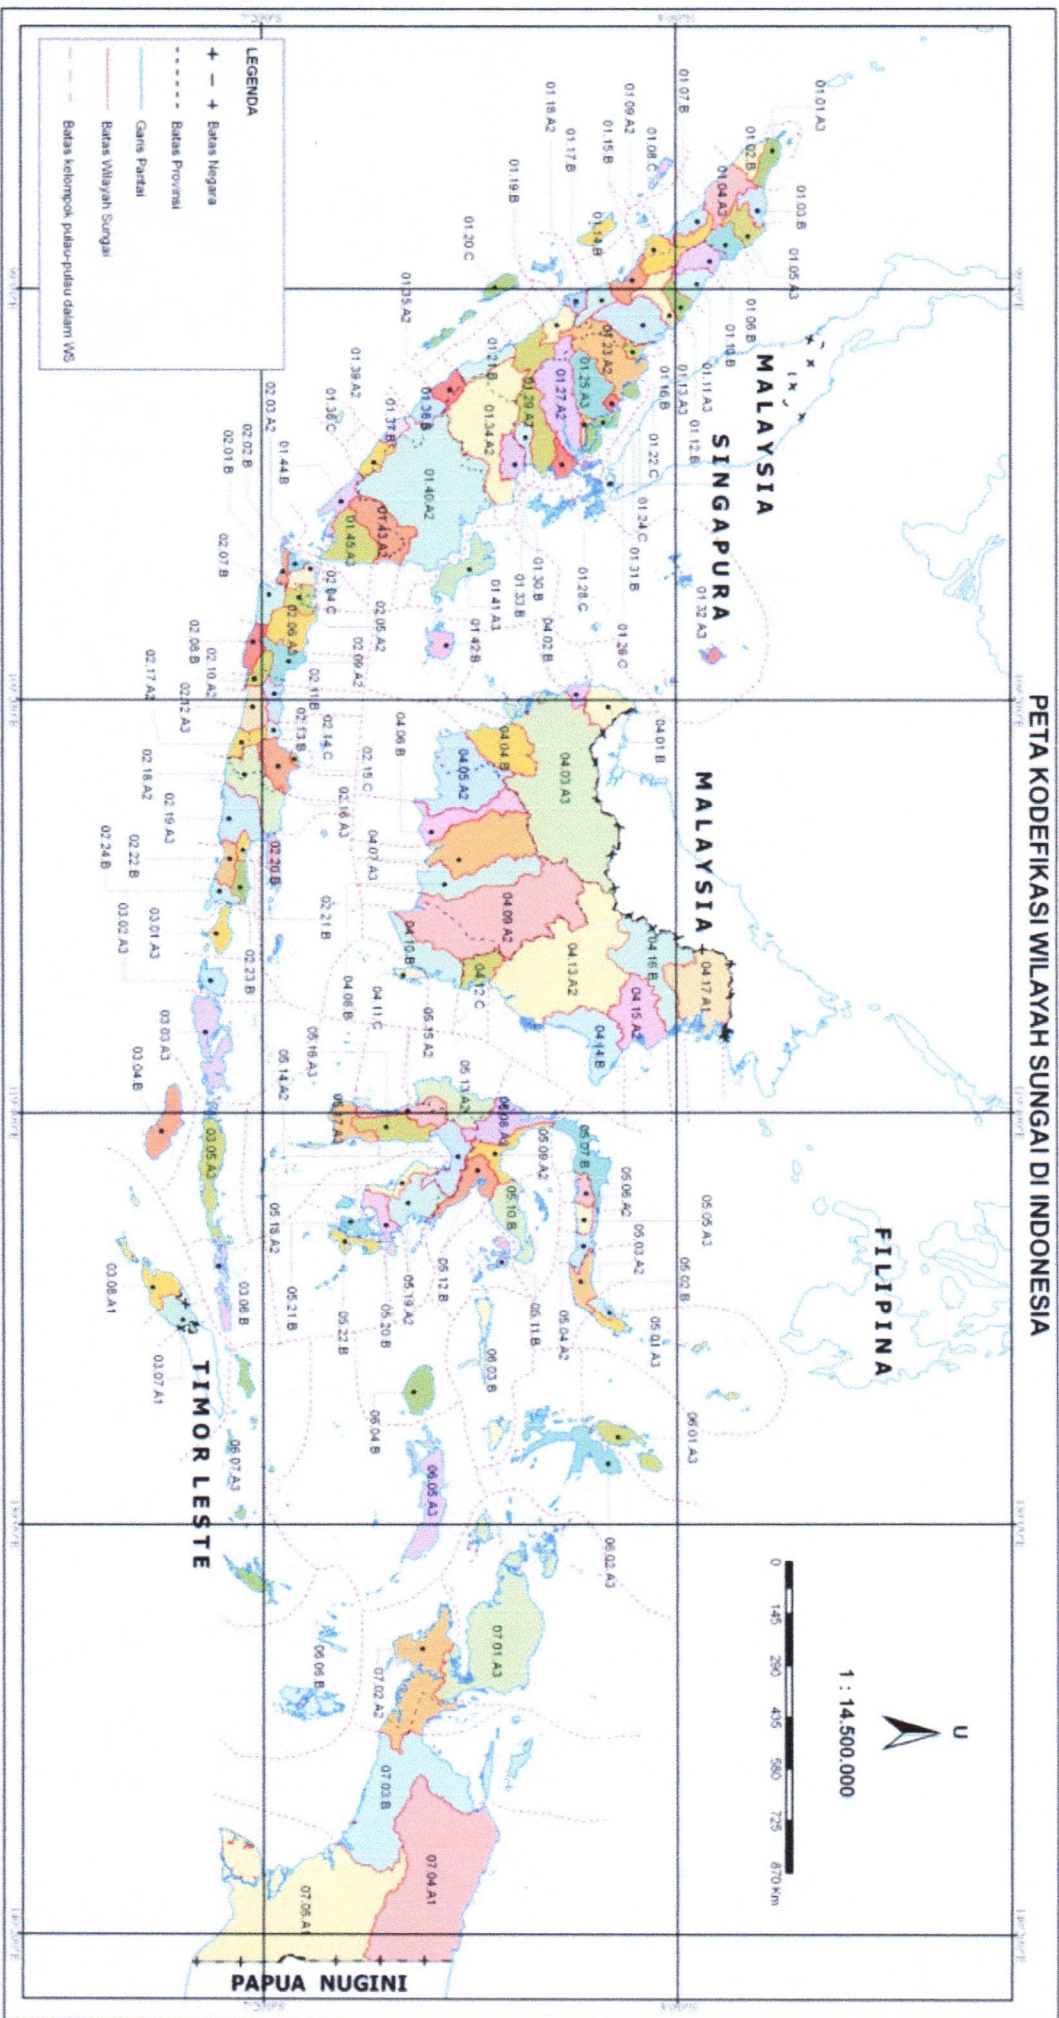 PETA KODEFIKASI WILAYAH SUNGAI DI INDONESIA
U
1 : 14.500.000
0 145 290 435 580 725 870 Km
MALAYSIA
SINGAPURA
MALAYSIA
FILIPINA
TIMOR LESTE
PAPUA NUGINI
01.01.A3
01.02.B
01.03.B
01.04.A3
01.05.A3
01.06.B
01.07.B
01.08.C
01.09.A2
01.10.B
01.11.A3
01.12.B
01.13.A3
01.14.B
01.15.B
01.16.B
01.17.B
01.18.A2
01.19.B
01.20.C
01.21.B
01.22.C
01.23.A2
01.24.C
01.25.A3
01.26.C
01.27.A2
01.28.C
01.29.A2
01.30.B
01.31.B
01.32.A3
01.33.B
01.34.A2
01.35.A2
01.36.B
01.37.B
01.38.C
01.39.A2
01.40.A2
01.41.A3
01.42.B
01.43.A3
01.44.B
01.45.A3
02.01.B
02.02.B
02.03.A2
02.04.C
02.05.A2
02.06.A3
02.07.B
02.08.B
02.09.A2
02.10.A2
02.11.B
02.12.A3
02.13.B
02.14.C
02.15.C
02.16.A3
02.17.A2
02.18.A2
02.19.A3
02.20.B
02.21.B
02.22.B
02.23.B
02.24.B
03.01.A3
03.02.A3
03.03.A3
03.04.B
03.05.A3
03.06.B
03.07.A1
03.08.A1
04.01.B
04.02.B
04.03.A3
04.04.B
04.05.A2
04.06.B
04.07.A3
04.08.B
04.09.A2
04.10.B
04.11.C
04.12.C
04.13.A2
04.14.B
04.15.A2
04.16.B
04.17.A1
05.01.A3
05.02.B
05.03.A2
05.04.A2
05.05.A3
05.06.A2
05.07.B
05.08.A2
05.09.A2
05.10.B
05.11.B
05.12.B
05.13.A2
05.14.A2
05.15.A2
05.16.A3
05.17.A3
05.18.A2
05.19.A2
05.20.B
05.21.B
05.22.B
06.01.A3
06.02.A3
06.03.B
06.04.B
06.05.A3
06.06.B
06.07.A3
07.01.A3
07.02.A2
07.03.B
07.04.A1
07.05.A1
LEGENDA
Batas Negara
Batas Provinsi
Garis Pantai
Batas Wilayah Sungai
Batas kelompok pulau-pulau dalam WS